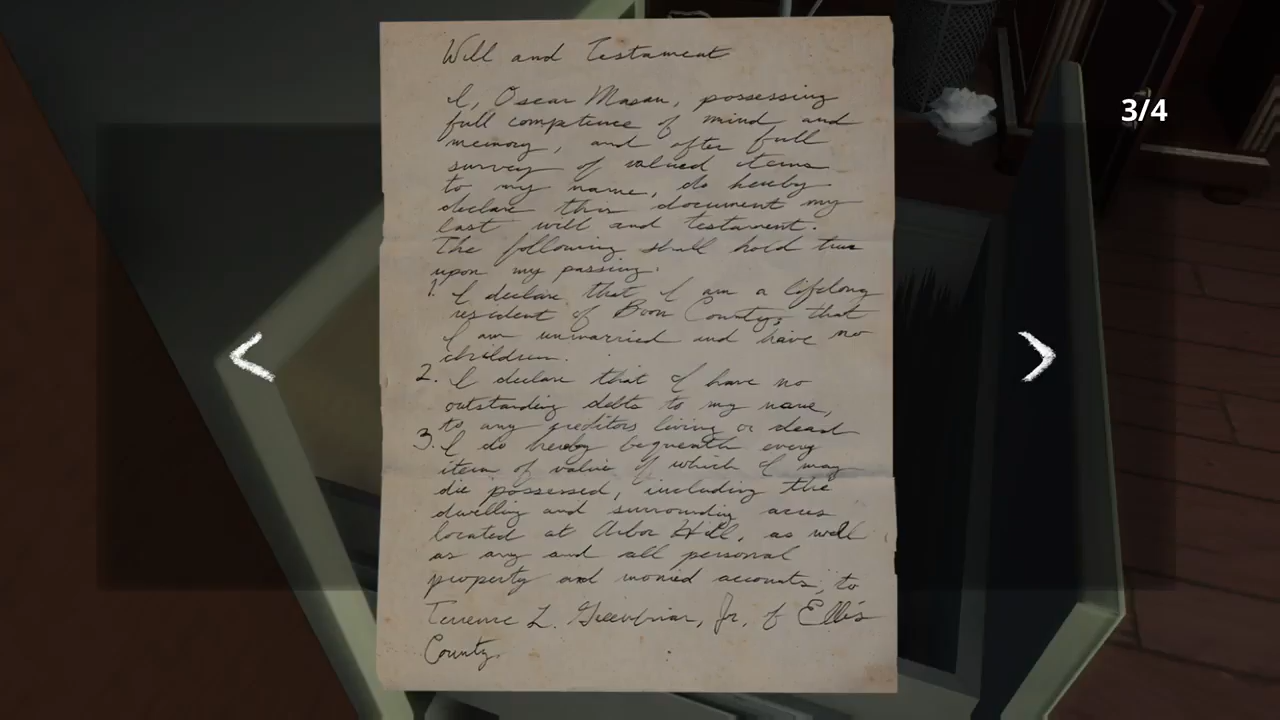 Will and Testament
3/4
I, Oscar Masan, possessing
full comptence of mind and
memory, and after full
survey of valued items
to my name, do hereby
declare this document my
last will and testament.
The following shall hold true
upon my passing:
1. I declare that I am a lifelong
resident of Boon County, that
I am unmarried and have no
children.
2. I declare that I have no
outstanding debts to my name,
to any creditors living or dead
3. I do hereby bequeath every
item of value of which I may
die possessed, including the
dwelling and surrounding acres
located at Arbor Hill, as well
as any and all personal
property and monied accounts, to
Terrence L. Greenbriar, Jr. of Ellis
County.